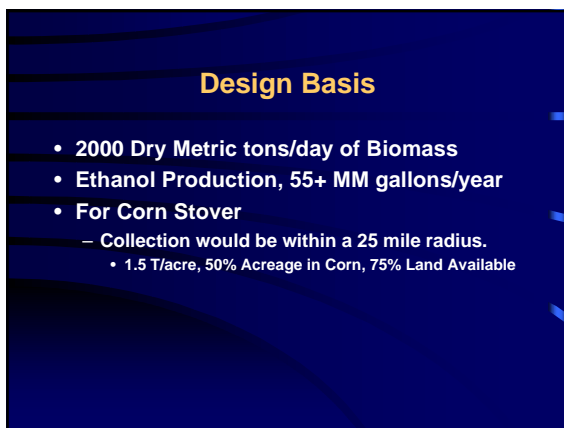 Design Basis
• 2000 Dry Metric tons/day of Biomass
• Ethanol Production, 55+ MM gallons/year
• For Corn Stover
– Collection would be within a 25 mile radius.
• 1.5 T/acre, 50% Acreage in Corn, 75% Land Available